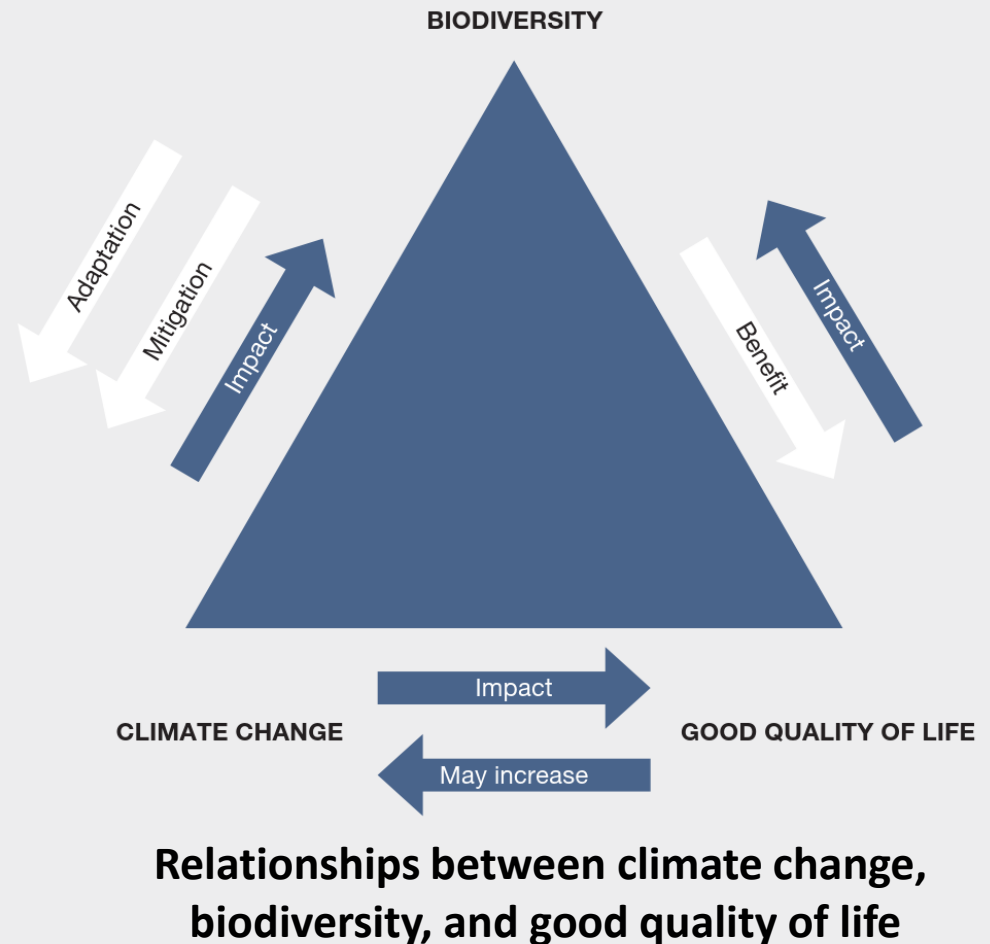 BIODIVERSITY
Adaptation
Mitigation
Impact
Benefit
Impact
Impact
CLIMATE CHANGE
GOOD QUALITY OF LIFE
May increase
Relationships between climate change,
biodiversity, and good quality of life